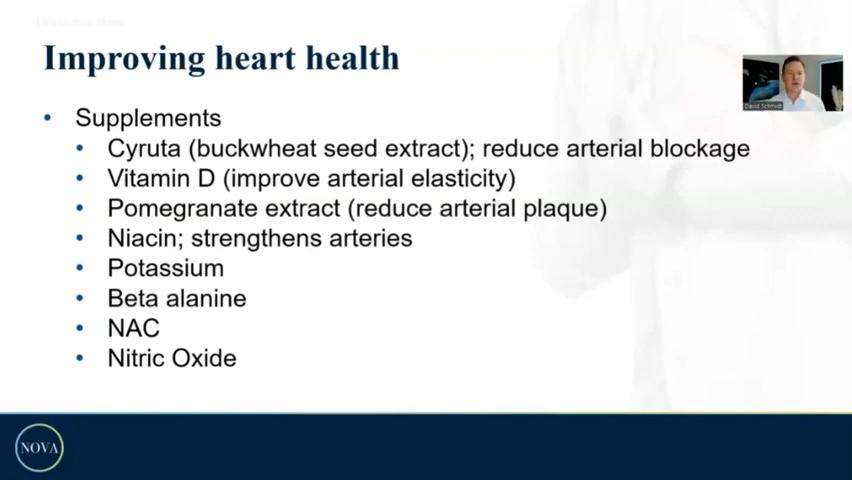 Improving heart health
David Schmidt
• Supplements
• Cyruta (buckwheat seed extract); reduce arterial blockage
• Vitamin D (improve arterial elasticity)
• Pomegranate extract (reduce arterial plaque)
• Niacin; strengthens arteries
• Potassium
• Beta alanine
• NAC
• Nitric Oxide
NOVA